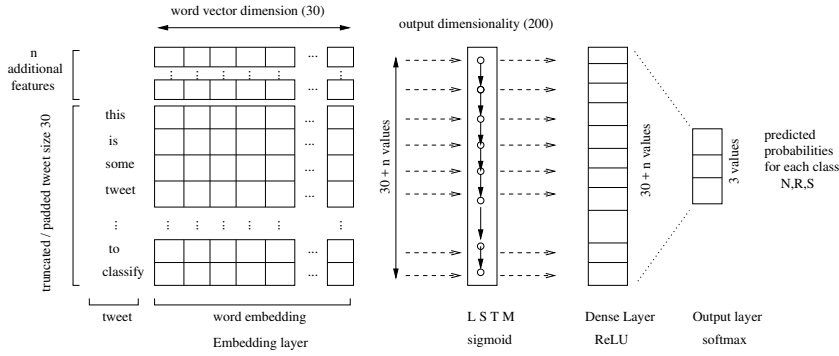 word vector dimension (30)
output dimensionality (200)
n
additional
features
...
...
truncated / padded tweet size 30
this
is
some
tweet
...
to
classify
...
...
...
...
...
...
30 + n values
30 + n values
3 values
predicted
probabilities
for each class
N,R,S
tweet
word embedding
Embedding layer
L S T M
sigmoid
Dense Layer
ReLU
Output layer
softmax